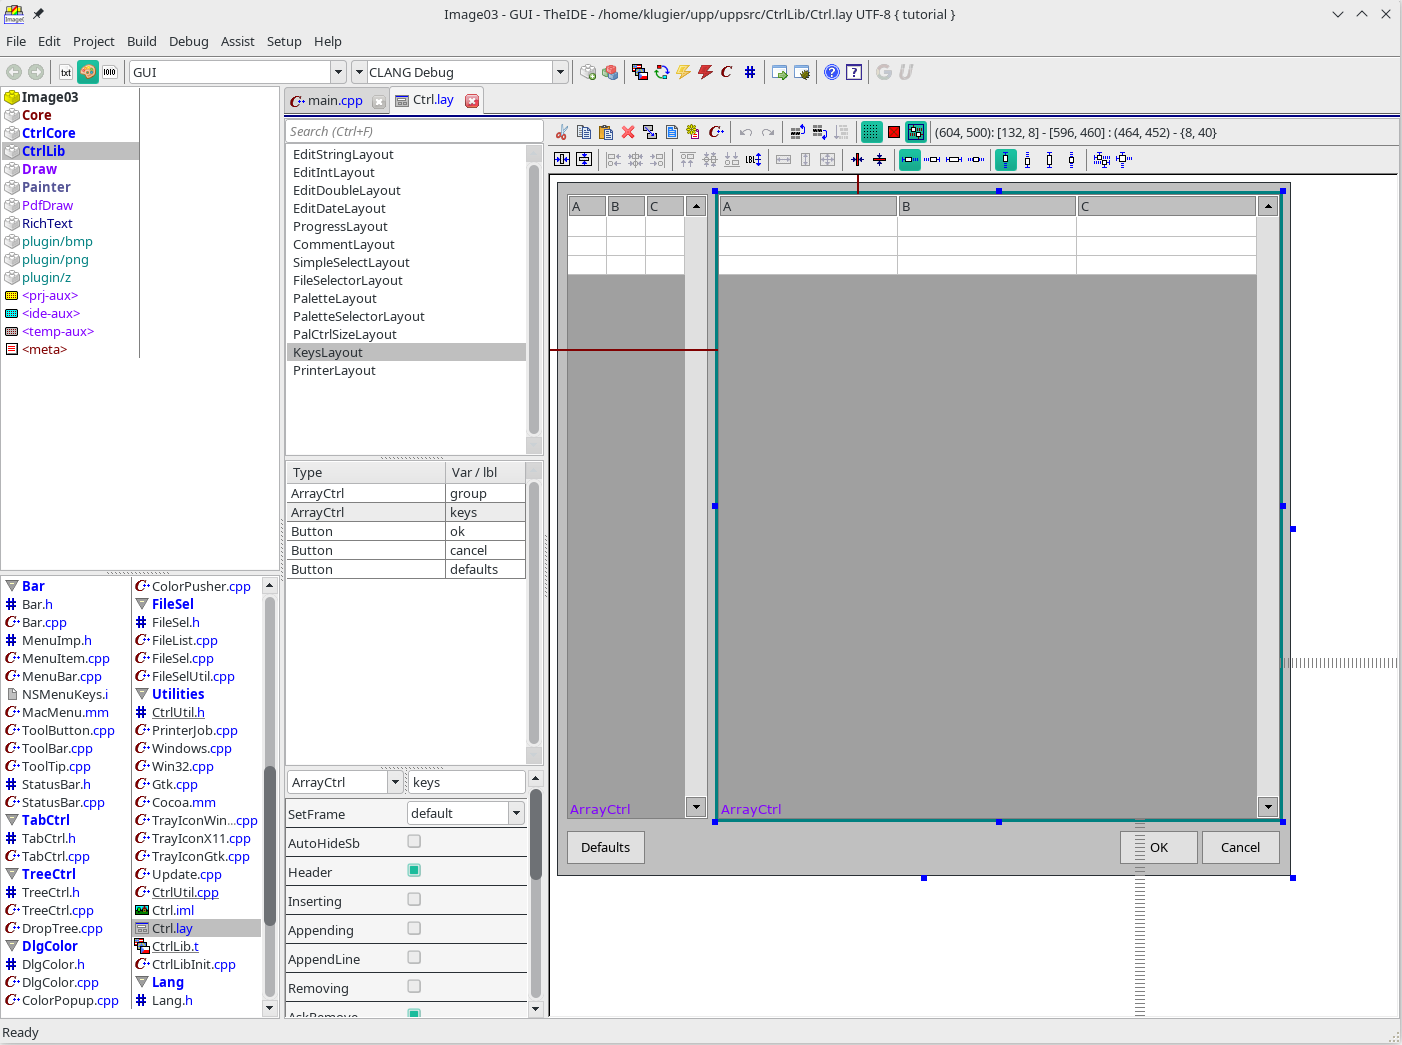 Image03 - GUI - TheIDE - /home/klugier/upp/uppsrc/CtrlLib/Ctrl.lay UTF-8 { tutorial }
File Edit Project Build Debug Assist Setup Help
txt
GUI
CLANG Debug
Image03
Core
CtrlCore
CtrlLib
Draw
Painter
PdfDraw
RichText
plugin/bmp
plugin/png
plugin/z
<prj-aux>
<ide-aux>
<temp-aux>
<meta>
Bar
Bar.h
Bar.cpp
MenuImp.h
MenuItem.cpp
MenuBar.cpp
NSMenuKeys.i
MacMenu.mm
ToolButton.cpp
ToolBar.cpp
ToolTip.cpp
StatusBar.h
StatusBar.cpp
TabCtrl
TabCtrl.h
TabCtrl.cpp
TreeCtrl
TreeCtrl.h
TreeCtrl.cpp
DropTree.cpp
DlgColor
DlgColor.h
DlgColor.cpp
ColorPopup.cpp
ColorPusher.cpp
FileSel
FileSel.h
FileList.cpp
FileSel.cpp
FileSelUtil.cpp
Utilities
CtrlUtil.h
PrinterJob.cpp
Windows.cpp
Win32.cpp
Gtk.cpp
Cocoa.mm
TrayIconWin...cpp
TrayIconX11.cpp
TrayIconGtk.cpp
Update.cpp
CtrlUtil.cpp
Ctrl.iml
Ctrl.lay
CtrlLib.t
CtrlLibInit.cpp
Lang
Lang.h
main.cpp
Ctrl.lay
Search (Ctrl+F)
EditStringLayout
EditIntLayout
EditDoubleLayout
EditDateLayout
ProgressLayout
CommentLayout
SimpleSelectLayout
FileSelectorLayout
PaletteLayout
PaletteSelectorLayout
PalCtrlSizeLayout
KeysLayout
PrinterLayout
Type Var / lbl
ArrayCtrl group
ArrayCtrl keys
Button ok
Button cancel
Button defaults
ArrayCtrl keys
SetFrame default
AutoHideSb
Header
Inserting
Appending
AppendLine
Removing
AskRemove
(604, 500): [132, 8] - [596, 460] : (464, 452) - {8, 40}
LBL
A B C
A B C
ArrayCtrl
ArrayCtrl
Defaults OK Cancel
Ready